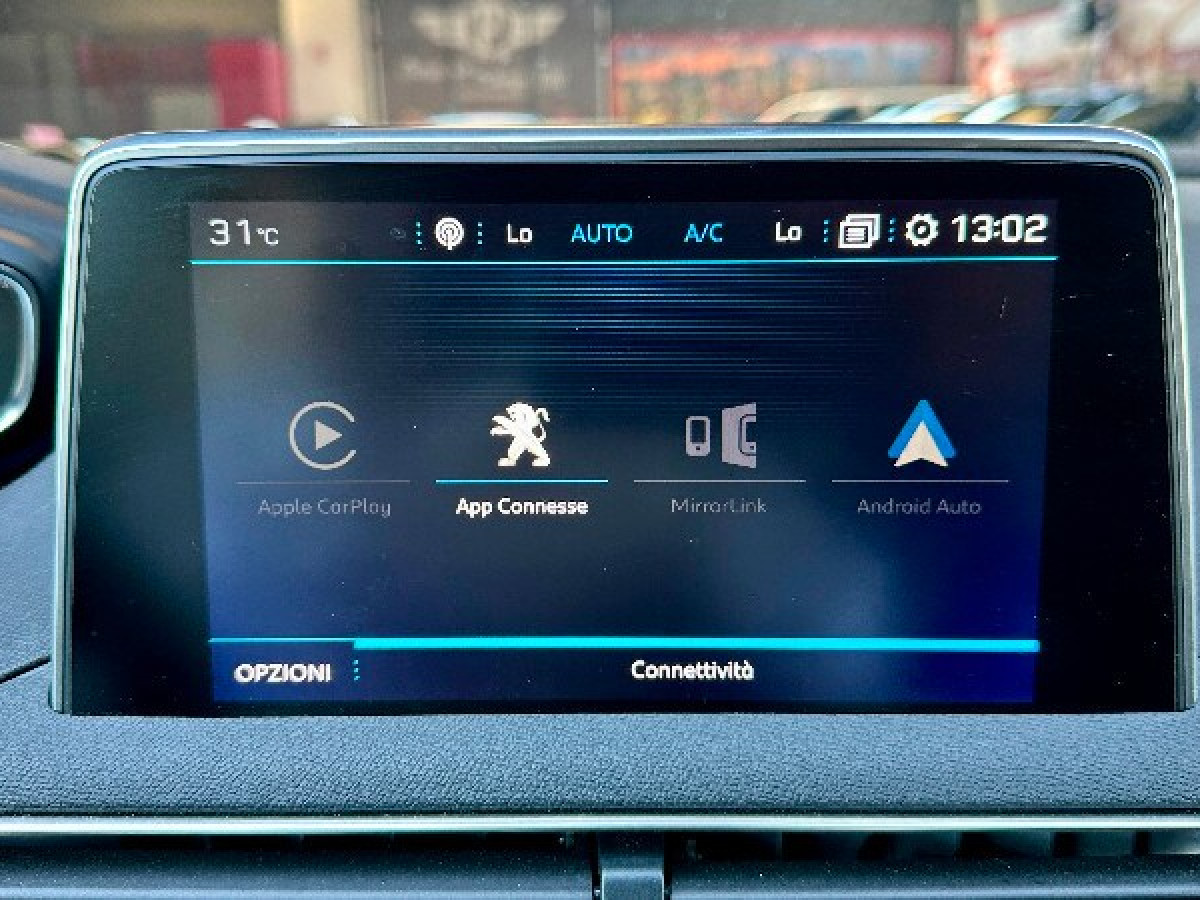 31°C Lo AUTO A/C Lo 13:02
Apple CarPlay App Connesse MirrorLink Android Auto
OPZIONI Connettività